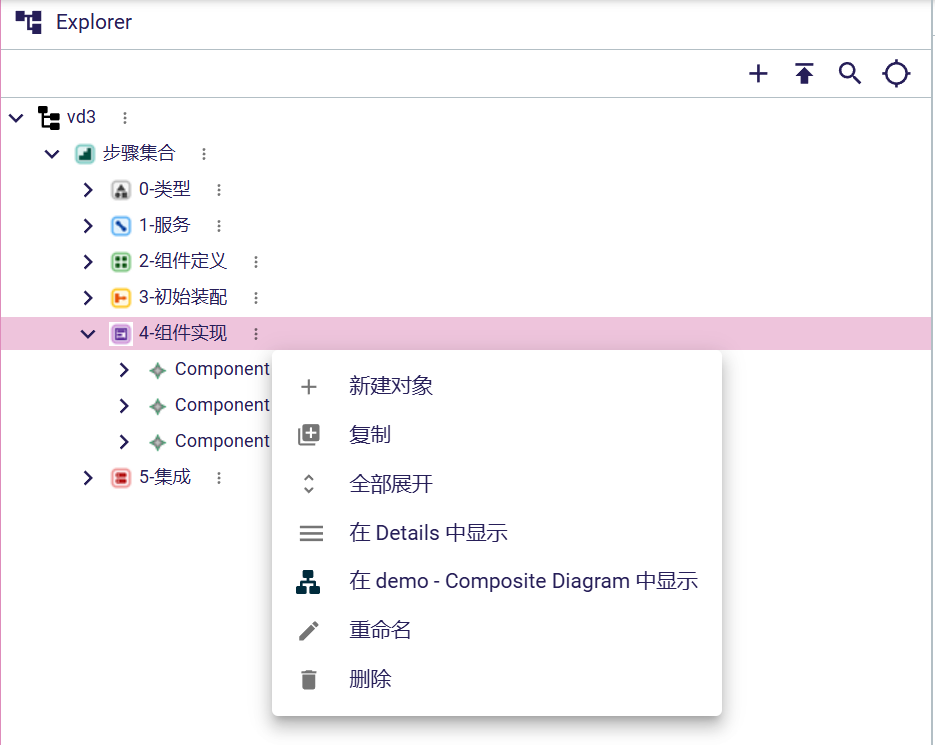 Explorer
vd3
步骤集合
0-类型
1-服务
2-组件定义
3-初始装配
4-组件实现
Component
Component
Component
5-集成
新建对象
复制
全部展开
在 Details 中显示
在 demo - Composite Diagram 中显示
重命名
删除